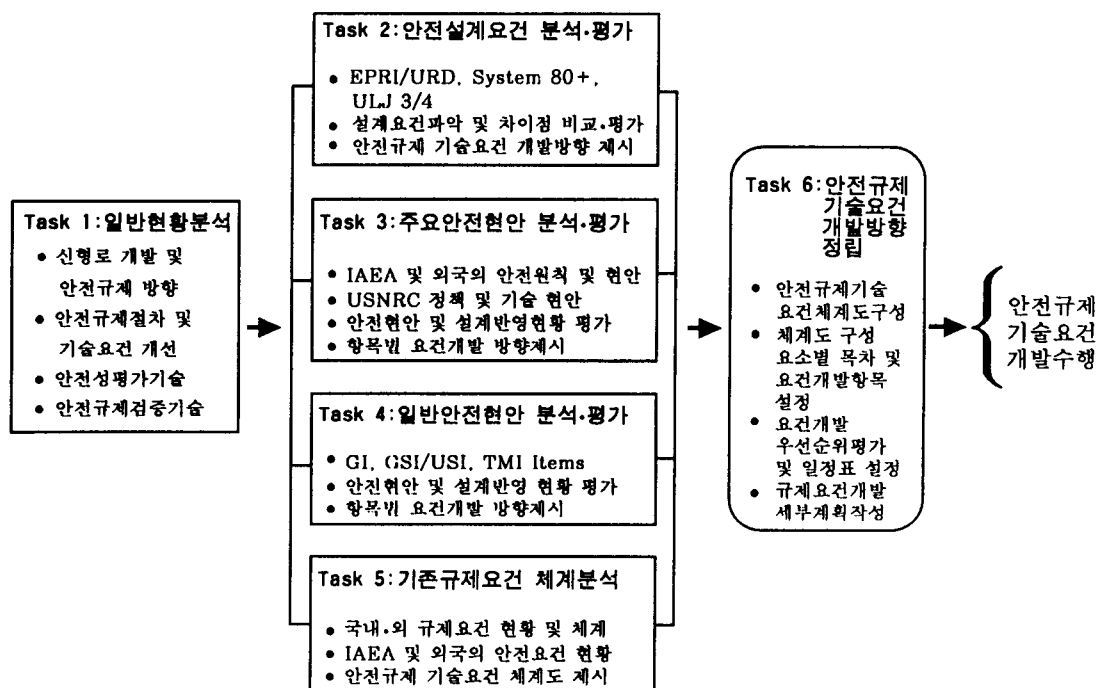 Task 1:일반현황분석
• 신형로 개발 및
안전규제 방향
• 안전규제절차 및
기술요건 개선
• 안전성평가기술
• 안전규제검증기술
Task 2:안전설계요건 분석.평가
• EPRI/URD, System 80+,
ULJ 3/4
• 설계요건파악 및 차이점 비교.평가
• 안전규제 기술요건 개발방향 제시
Task 3:주요안전현안 분석.평가
• IAEA 및 외국의 안전원칙 및 현안
• USNRC 정책 및 기술 현안
• 안전현안 및 설계반영현황 평가
• 항목별 요건개발 방향제시
Task 4:일반안전현안 분석.평가
• GI, GSI/USI, TMI Items
• 안전현안 및 설계반영 현황 평가
• 항목별 요건개발 방향제시
Task 5:기존규제요건 체계분석
• 국내.외 규제요건 현황 및 체계
• IAEA 및 외국의 안전요건 현황
• 안전규제 기술요건 체계도 제시
Task 6:안전규제
기술요건
개발방향
정립
• 안전규제기술
요건체계도구성
• 체계도 구성
요소별 목차 및
요건개발항목
설정
• 요건개발
우선순위평가
및 일정표 설정
• 규제요건개발
세부계획작성
안전규제
기술요건
개발수행